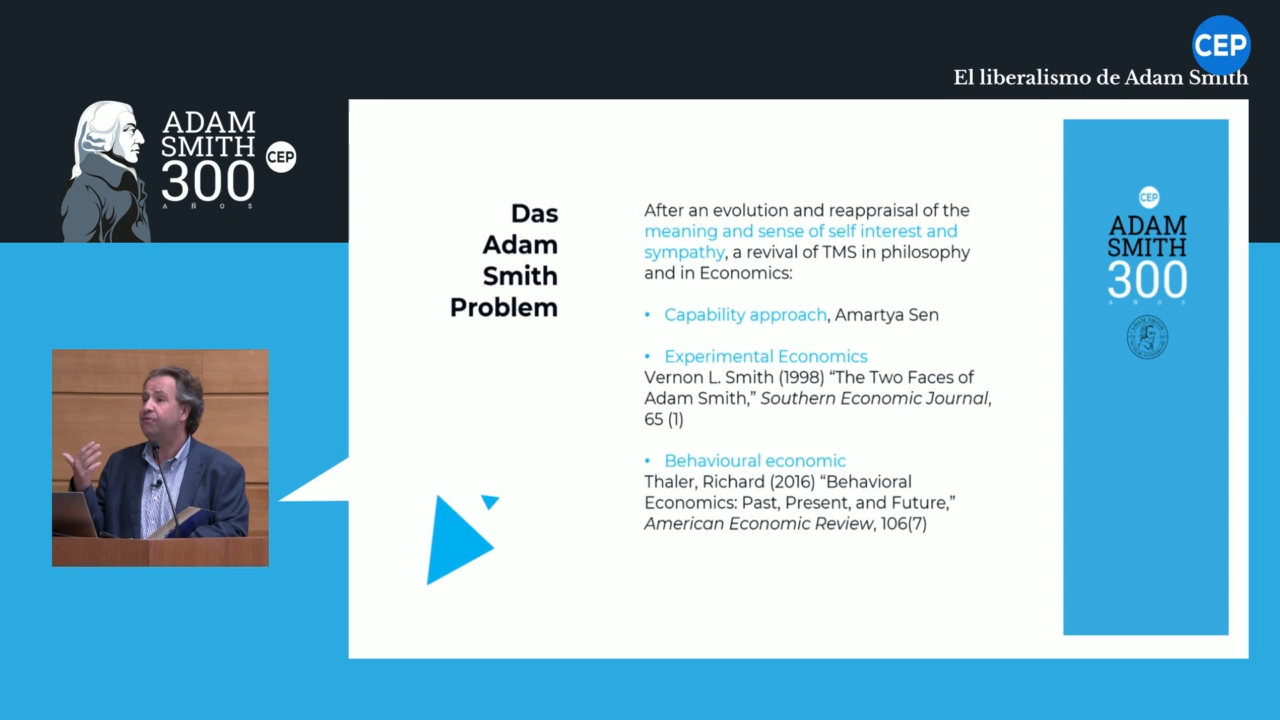 CEP
El liberalismo de Adam Smith
ADAM
SMITH
300
AÑOS
CEP
Das
Adam
Smith
Problem
After an evolution and reappraisal of the
meaning and sense of self interest and
sympathy, a revival of TMS in philosophy
and in Economics:
• Capability approach, Amartya Sen
• Experimental Economics
Vernon L. Smith (1998) “The Two Faces of
Adam Smith,” Southern Economic Journal,
65 (1)
• Behavioural economic
Thaler, Richard (2016) “Behavioral
Economics: Past, Present, and Future,”
American Economic Review, 106(7)
CEP
ADAM
SMITH
300
AÑOS